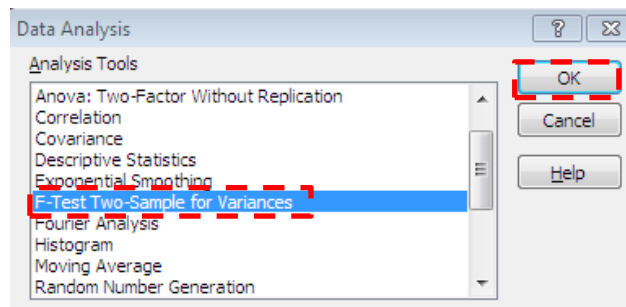 Data Analysis
Analysis Tools
OK
Anova: Two-Factor Without Replication
Correlation
Cancel
Covariance
Descriptive Statistics
Help
Exponential Smoothing
F-Test Two-Sample for Variances
Fourier Analysis
Histogram
Moving Average
Random Number Generation